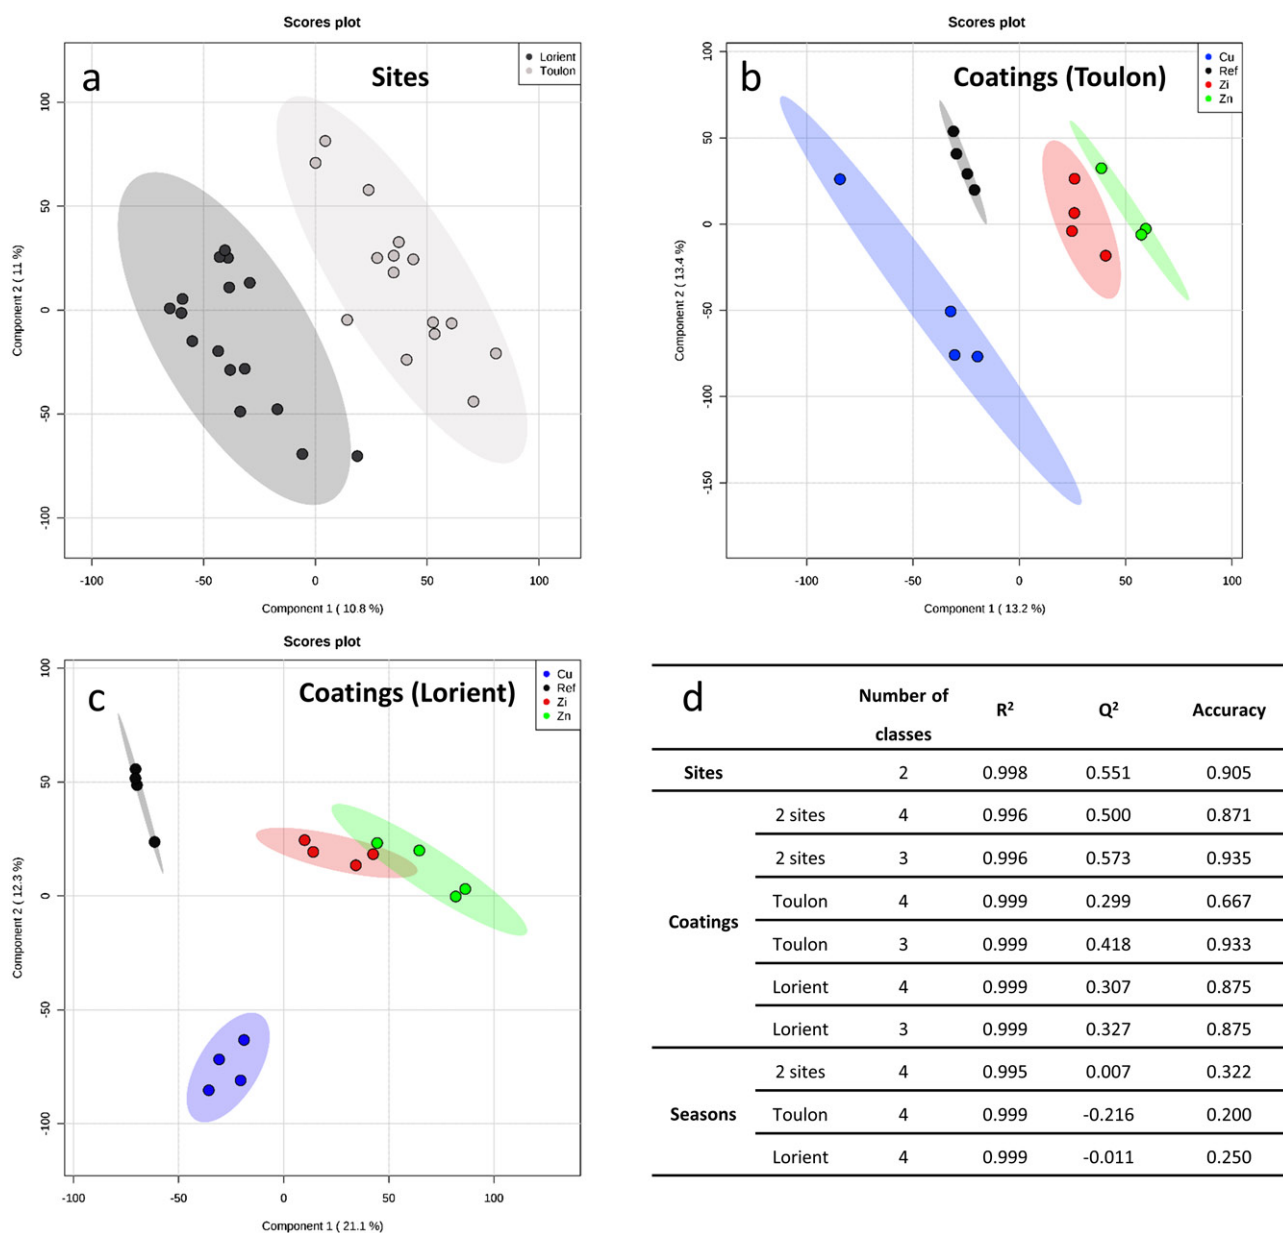 Scores plot
a
Sites
Lorient
Toulon
100
50
0
-50
-100
Component 2 ( 11 %)
-100 -50 0 50 100
Component 1 ( 10.8 %)
Scores plot
b
Coatings (Toulon)
Cu
Ref
Zi
Zn
100
50
0
-50
-100
-150
Component 2 ( 13.4 %)
-100 -50 0 50 100
Component 1 ( 13.2 %)
Scores plot
c
Coatings (Lorient)
Cu
Ref
Zi
Zn
100
50
0
-50
-100
Component 2 ( 12.3 %)
-100 -50 0 50 100
Component 1 ( 21.1 %)
d Number of classes R² Q² Accuracy
Sites 2 0.998 0.551 0.905
Coatings
2 sites 4 0.996 0.500 0.871
2 sites 3 0.996 0.573 0.935
Toulon 4 0.999 0.299 0.667
Toulon 3 0.999 0.418 0.933
Lorient 4 0.999 0.307 0.875
Lorient 3 0.999 0.327 0.875
Seasons
2 sites 4 0.995 0.007 0.322
Toulon 4 0.999 -0.216 0.200
Lorient 4 0.999 -0.011 0.250